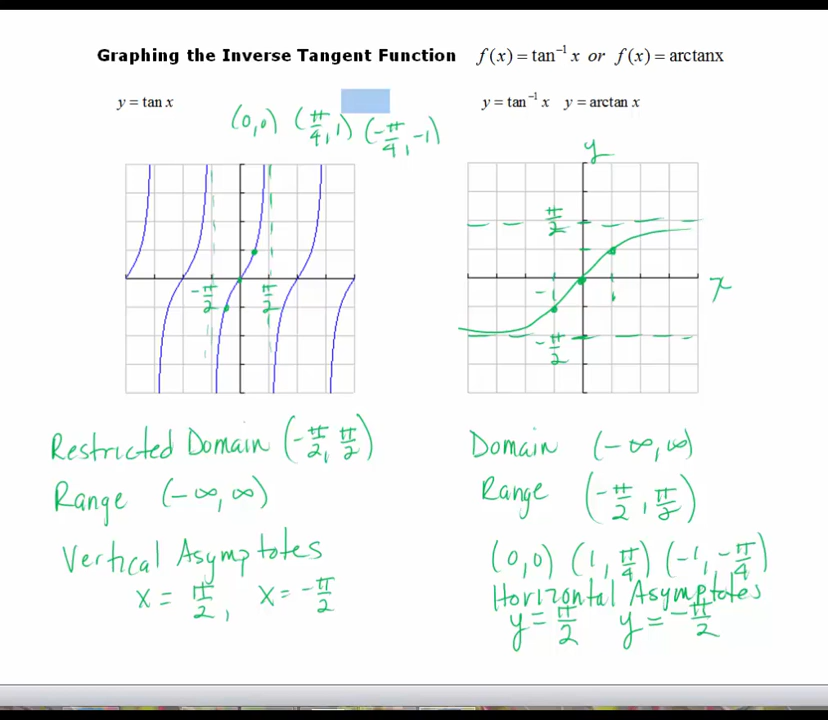 Graphing the Inverse Tangent Function f(x) = tan⁻¹ x or f(x) = arctanx
y = tan x
(0,0) (π/4, 1) (-π/4, -1)
y = tan⁻¹ x y = arctan x
-π/2 π/2
y
π/2
-1 1
x
-π/2
Restricted Domain (-π/2, π/2)
Range (-∞, ∞)
Vertical Asymptotes
x = π/2, x = -π/2
Domain (-∞, ∞)
Range (-π/2, π/2)
(0,0) (1, π/4) (-1, -π/4)
Horizontal Asymptotes
y = π/2 y = -π/2